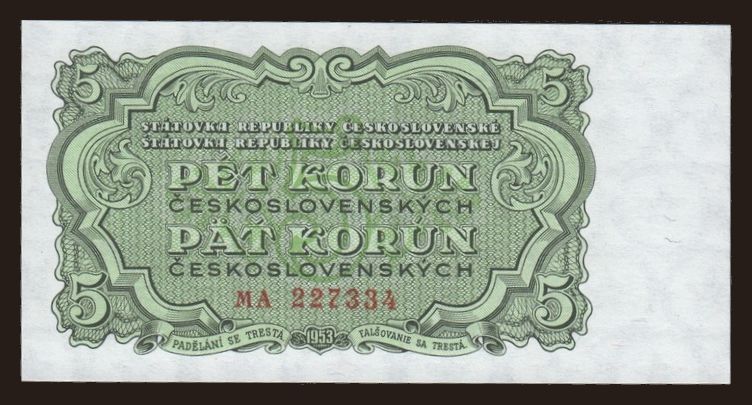 5 5
STÁTOVKA REPUBLIKY ČESKOSLOVENSKÉ
ŠTÁTOVKA REPUBLIKY ČESKOSLOVENSKEJ
PĚT KORUN
ČESKOSLOVENSKÝCH
PÄŤ KORÚN
ČESKOSLOVENSKÝCH
5 5
MA 227334
PADĚLÁNÍ SE TRESTÁ 1953 FALŠOVANIE SA TRESTÁ